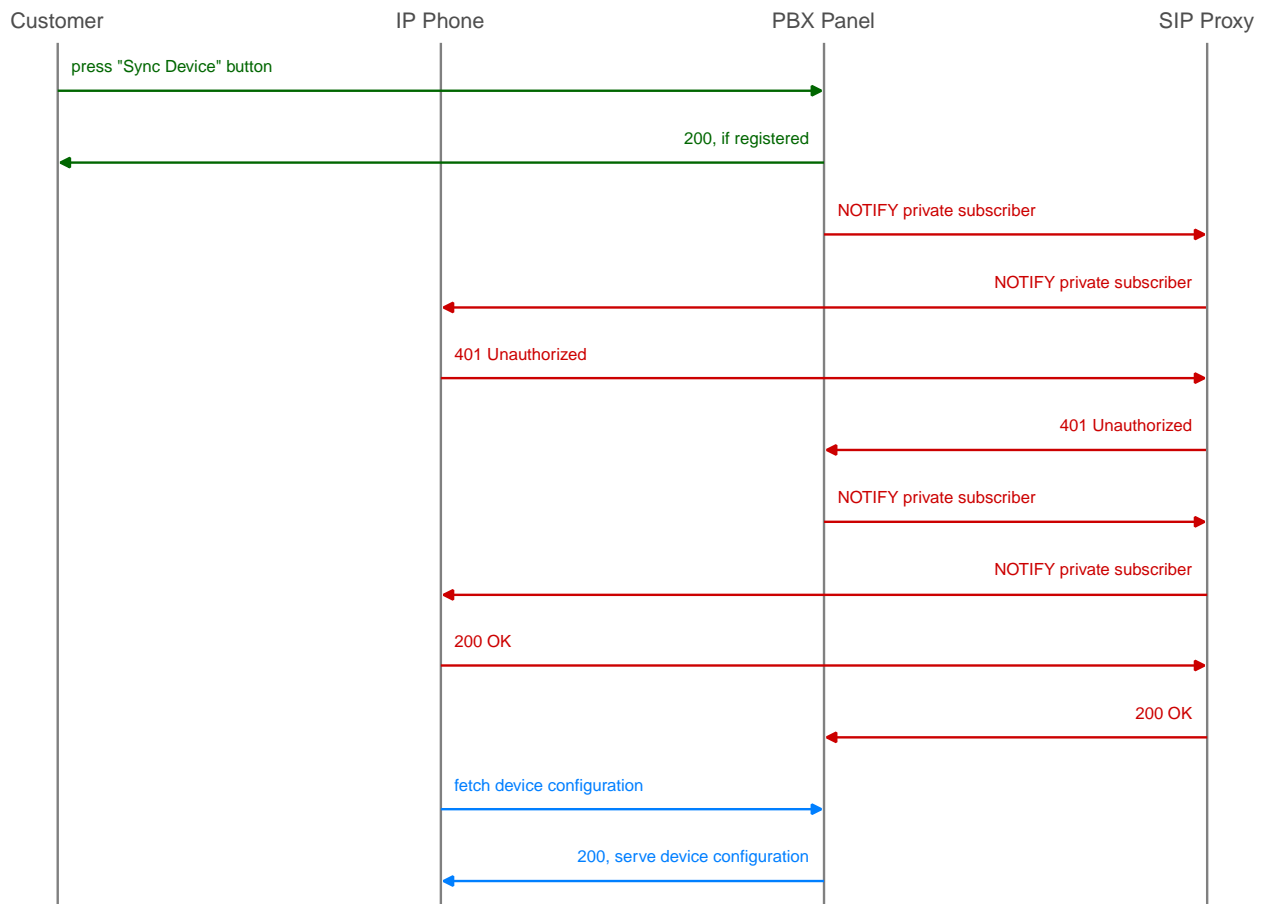 Customer
IP Phone
PBX Panel
SIP Proxy
press "Sync Device" button
200, if registered
NOTIFY private subscriber
NOTIFY private subscriber
401 Unauthorized
401 Unauthorized
NOTIFY private subscriber
NOTIFY private subscriber
200 OK
200 OK
fetch device configuration
200, serve device configuration